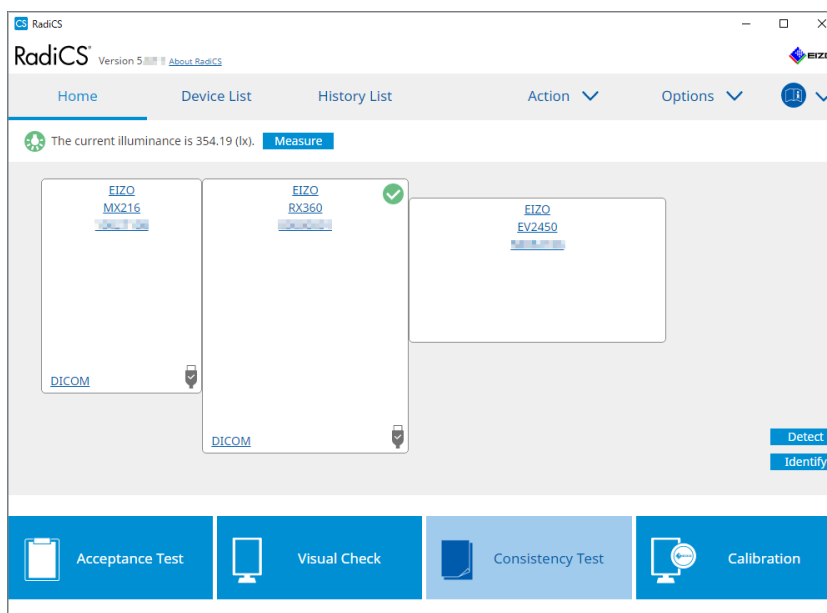 CS RadiCS
RadiCS® Version 5. About RadiCS
EIZO
Home Device List History List Action Options
The current illuminance is 354.19 (lx). Measure
EIZO
MX216
DICOM
EIZO
RX360
DICOM
EIZO
EV2450
Detect
Identify
Acceptance Test Visual Check Consistency Test Calibration